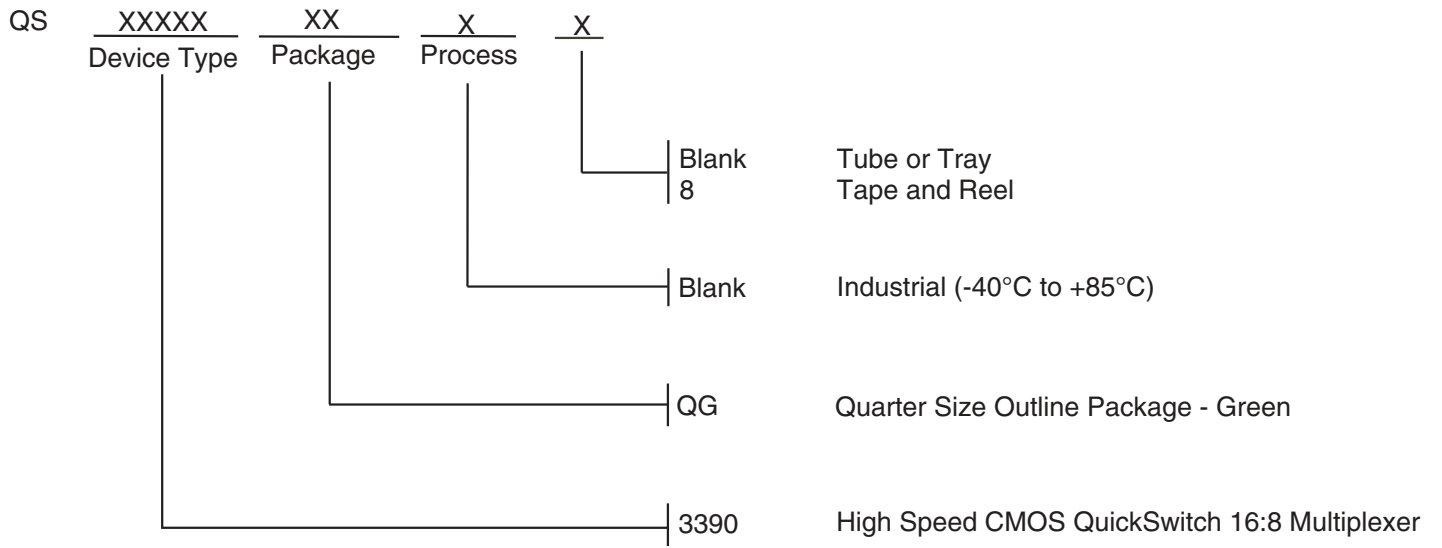 QS XXXXX XX X X
Device Type Package Process
Blank Tube or Tray
8 Tape and Reel
Blank Industrial (-40°C to +85°C)
QG Quarter Size Outline Package - Green
3390 High Speed CMOS QuickSwitch 16:8 Multiplexer